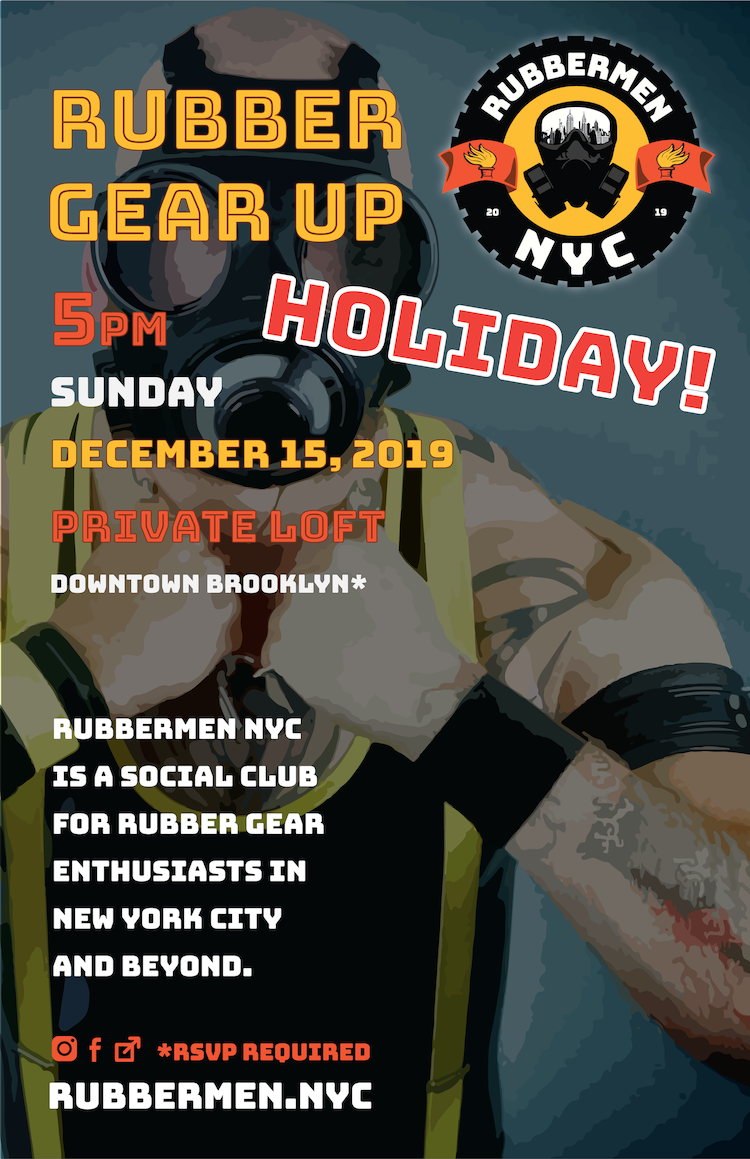 RUBBERMEN
20 19
NYC
RUBBER
GEAR UP
HOLIDAY!
5PM
SUNDAY
DECEMBER 15, 2019
PRIVATE LOFT
DOWNTOWN BROOKLYN*
RUBBERMEN NYC
IS A SOCIAL CLUB
FOR RUBBER GEAR
ENTHUSIASTS IN
NEW YORK CITY
AND BEYOND.
*RSVP REQUIRED
RUBBERMEN.NYC